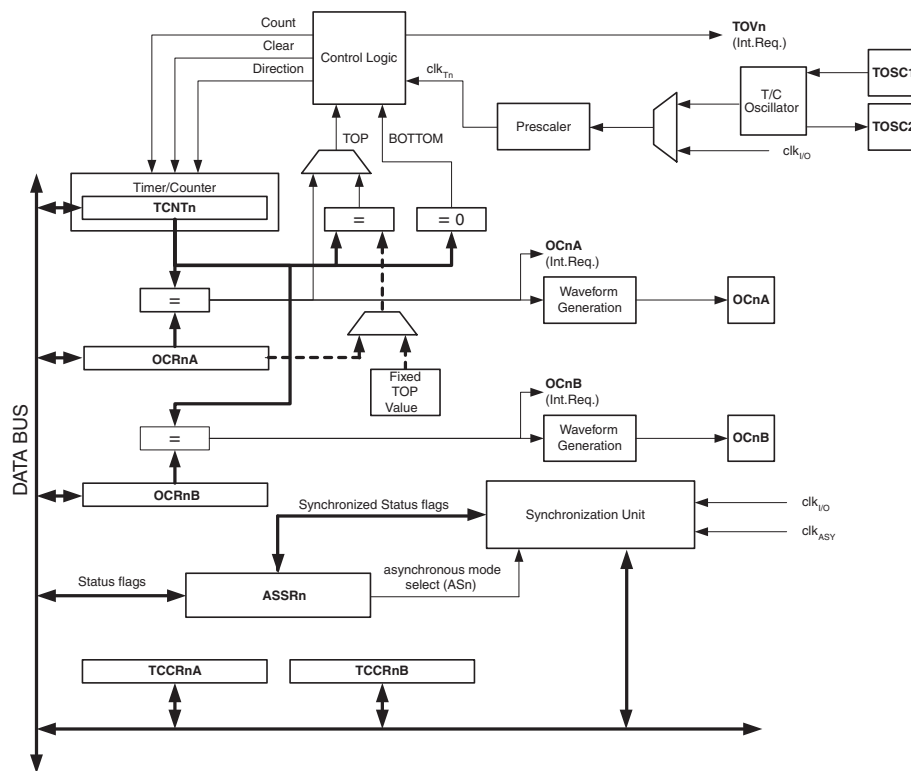 Count
Clear
Direction
Control Logic
clkTn
TOVn
(Int.Req.)
TOSC1
T/C
Oscillator
TOSC2
Prescaler
clkI/O
TOP
BOTTOM
Timer/Counter
TCNTn
=
= 0
OCnA
(Int.Req.)
=
Waveform
Generation
OCnA
OCRnA
Fixed
TOP
Value
OCnB
(Int.Req.)
=
Waveform
Generation
OCnB
OCRnB
DATA BUS
Synchronized Status flags
Synchronization Unit
clkI/O
clkASY
Status flags
ASSRn
asynchronous mode
select (ASn)
TCCRnA
TCCRnB